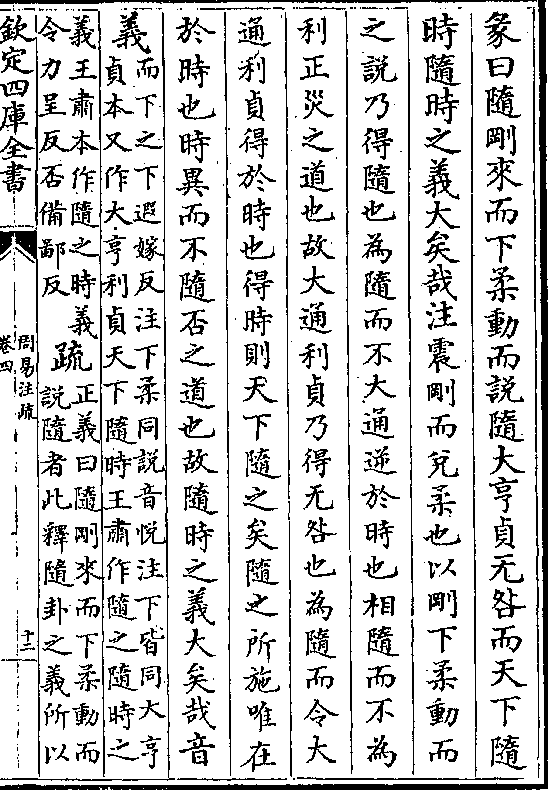 彖曰隨剛來而下柔動而說隨大亨貞无咎而天下隨
時隨時之義大矣哉注震剛而兌柔也以剛下柔動而
之說乃得隨也為隨而不大通逆於時也相隨而不為
利正災之道也故大通利貞乃得无咎也為隨而令大
通利貞得於時也得時則天下隨之矣隨之所施唯在
於時也時異而不隨否之道也故隨時之義大矣哉音
義而下之下遐嫁反注下柔同說音悅注下皆同大亨
貞本又作大亨利貞天下隨時王肅作隨之隨時之
義王肅本作隨之時義
令力呈反否備鄙反
疏正義曰隨剛來而下柔動而
說隨者此釋隨卦之義所以
欽定四庫全書
周易注疏
卷四
十二